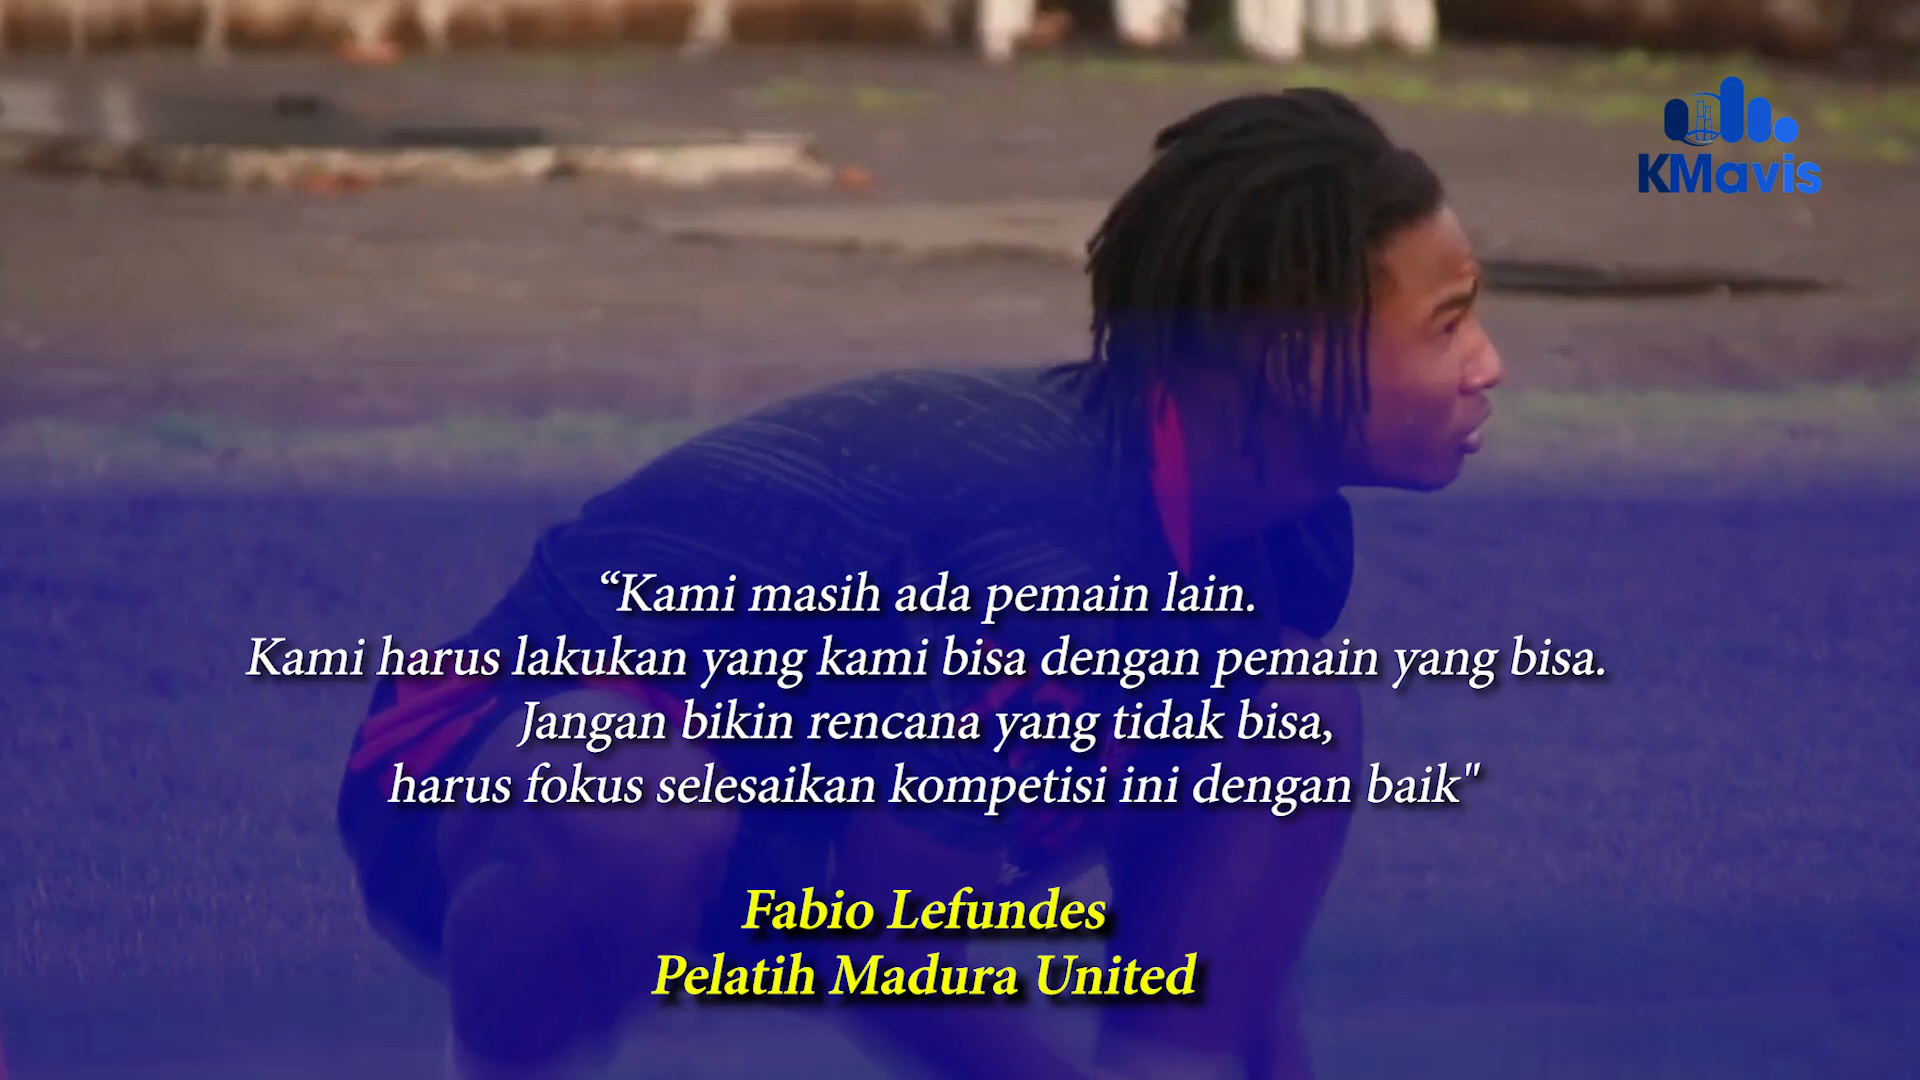 KMavis
“Kami masih ada pemain lain.
Kami harus lakukan yang kami bisa dengan pemain yang bisa.
Jangan bikin rencana yang tidak bisa,
harus fokus selesaikan kompetisi ini dengan baik"
Fabio Lefundes
Pelatih Madura United